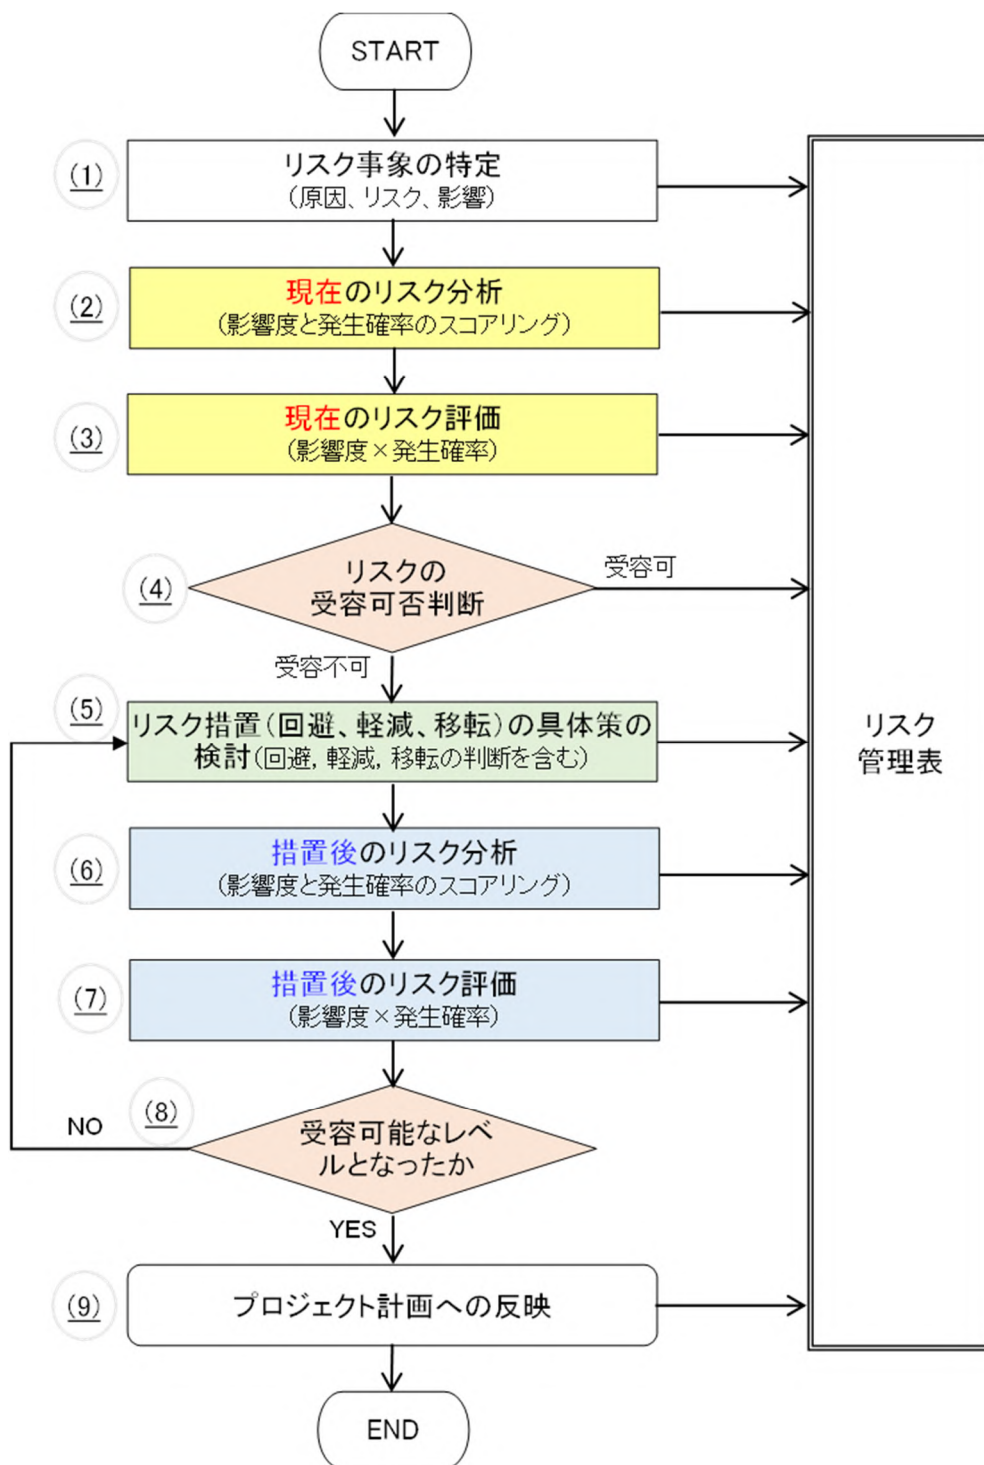 START
(1)
リスク事象の特定
(原因、リスク、影響)
(2)
現在のリスク分析
(影響度と発生確率のスコアリング)
(3)
現在のリスク評価
(影響度×発生確率)
(4)
リスクの
受容可否判断
受容可
受容不可
(5)
リスク措置(回避、軽減、移転)の具体策の
検討(回避, 軽減, 移転の判断を含む)
リスク
管理表
(6)
措置後のリスク分析
(影響度と発生確率のスコアリング)
(7)
措置後のリスク評価
(影響度×発生確率)
(8)
NO
受容可能なレベ
ルとなったか
YES
(9)
プロジェクト計画への反映
END